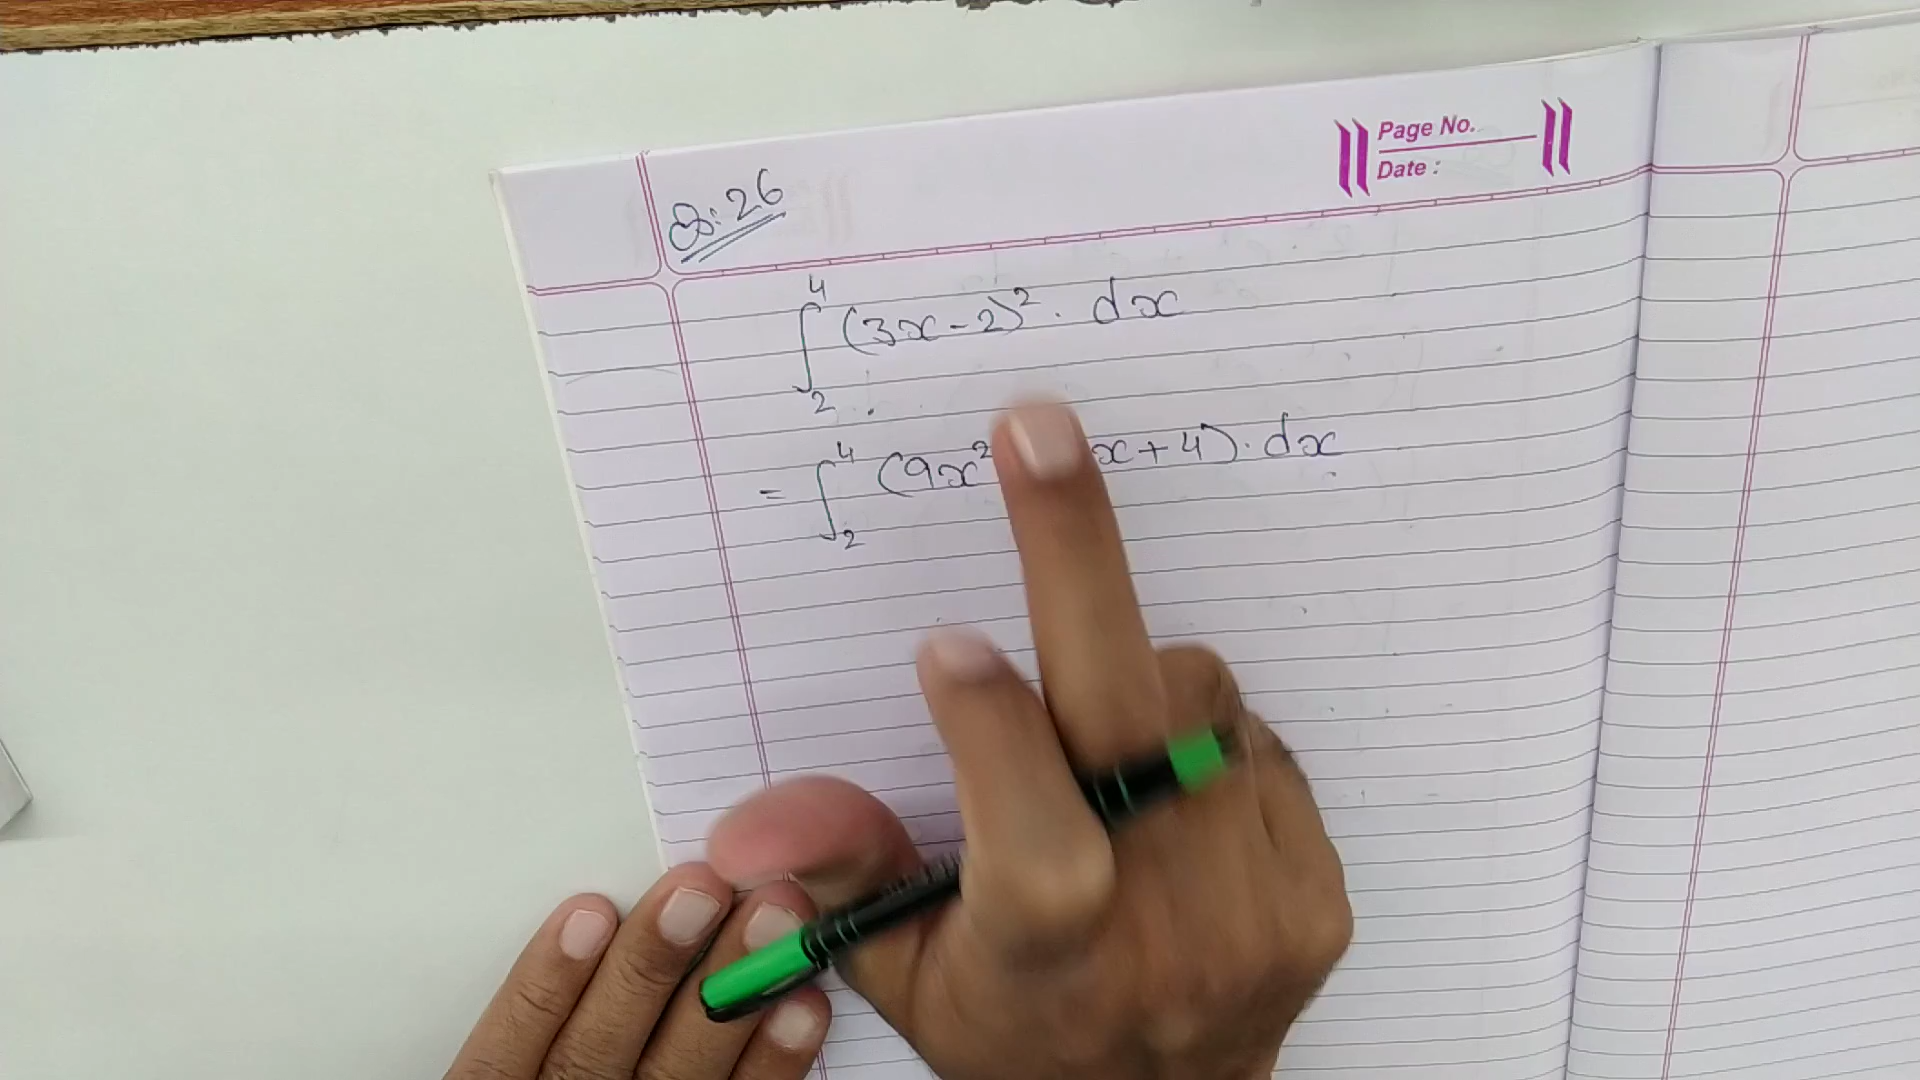 Page No.
Date :
Q: 26
∫₂⁴ (3x-2)². dx
= ∫₂⁴ (9x² x+4). dx